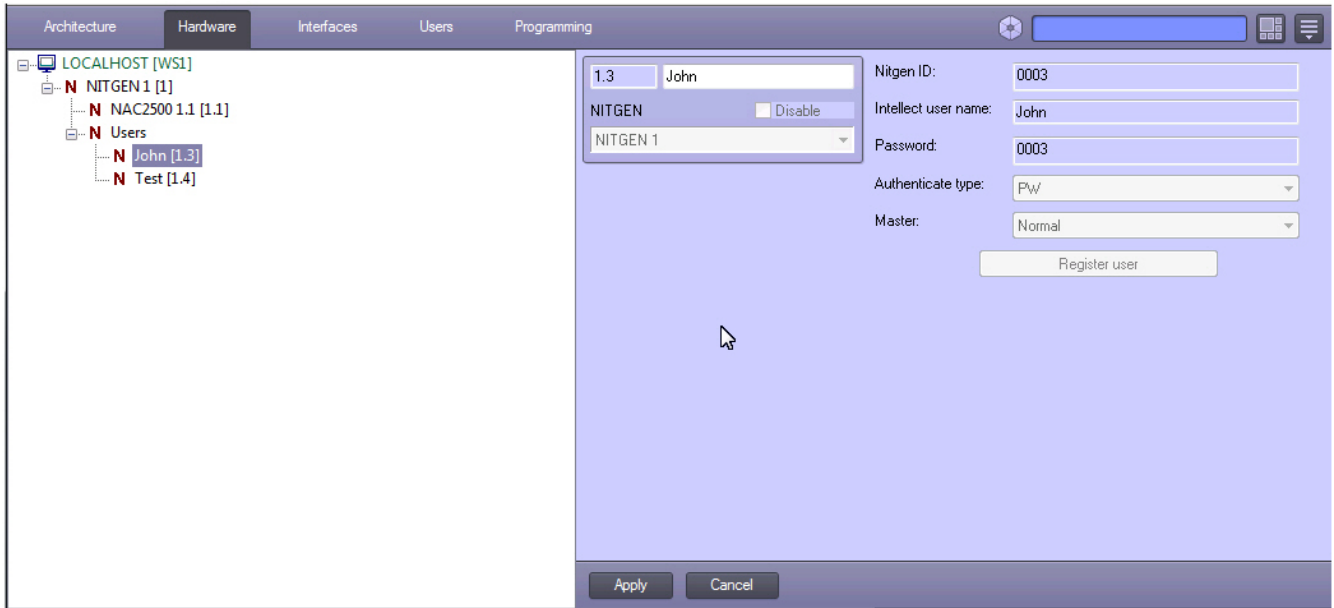 Architecture Hardware Interfaces Users Programming
LOCALHOST [WS1]
N NITGEN 1 [1]
N NAC2500 1.1 [1.1]
N Users
N John [1.3]
N Test [1.4]
1.3 John
NITGEN Disable
NITGEN 1
Nitgen ID: 0003
Intellect user name: John
Password: 0003
Authenticate type: PW
Master: Normal
Register user
Apply Cancel